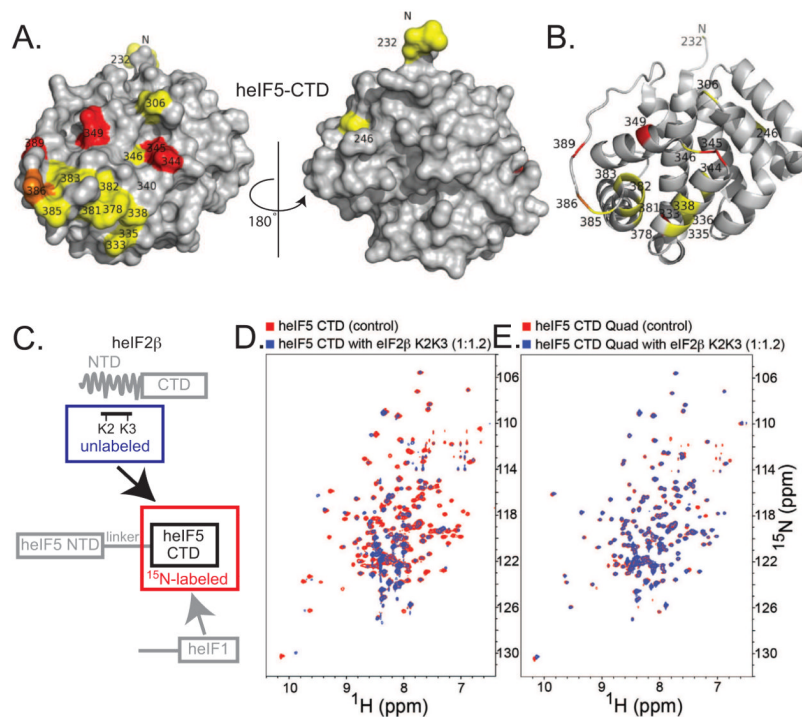 A.
N
232
306
349
389
346
345
344
383
386
382
340
385
381
378
338
335
333
heIF5-CTD
180°
N
232
246
B.
N
232
306
246
349
389
346
345
344
383
382
386
381
338
385
333
336
378
335
C.
heIF2β
NTD
CTD
K2 K3
unlabeled
heIF5 NTD
linker
heIF5
CTD
15N-labeled
heIF1
D.
heIF5 CTD (control)
heIF5 CTD with eIF2β K2K3 (1:1.2)
106
110
114
118
122
126
130
10 9 8 7
1H (ppm)
E.
heIF5 CTD Quad (control)
heIF5 CTD Quad with eIF2β K2K3 (1:1.2)
106
110
114
118
122
126
130
15N (ppm)
10 9 8 7
1H (ppm)